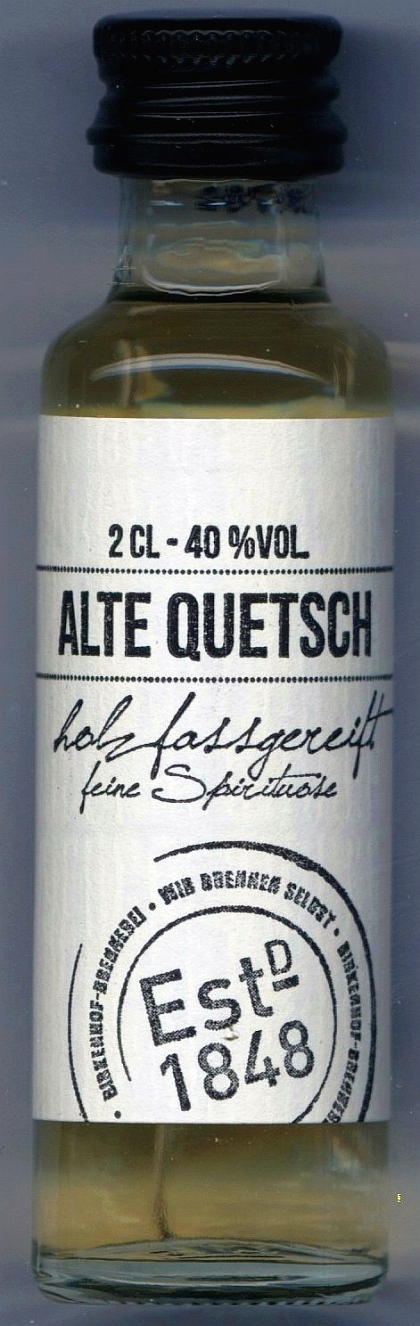 2 CL - 40 %VOL.
ALTE QUETSCH
holzfassgereift
feine Spirituose
• BIRKENHOF-BRENNEREI • WIR BRENNEN SELBST • BIRKENHOF-BRENNEREI
EstD
1848